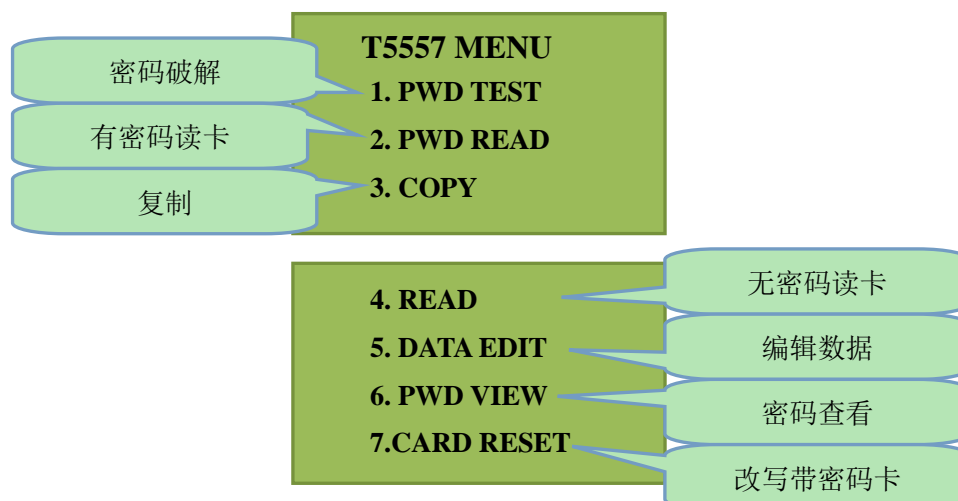 T5557 MENU
密码破解
1. PWD TEST
有密码读卡
2. PWD READ
复制
3. COPY
4. READ
无密码读卡
5. DATA EDIT
编辑数据
6. PWD VIEW
密码查看
7.CARD RESET
改写带密码卡